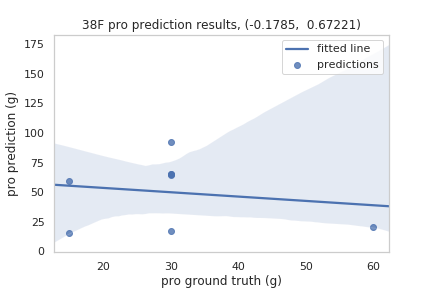 38F pro prediction results, (-0.1785,  0.67221)
fitted line
predictions
pro prediction (g)
175
150
125
100
75
50
25
0
20
30
40
50
60
pro ground truth (g)